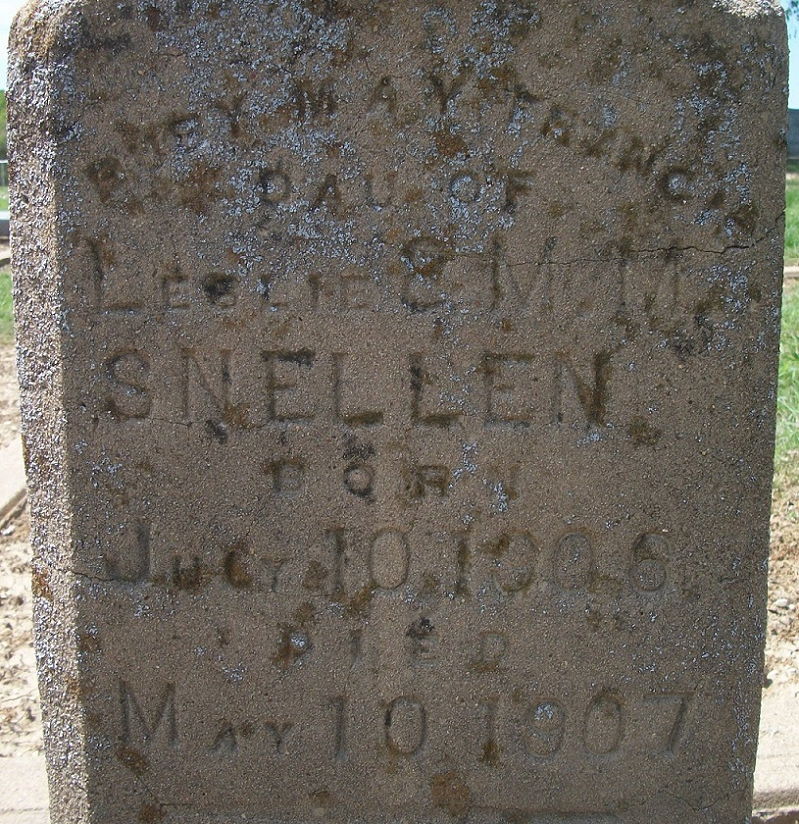 MAY FRANCIS
DAU. OF
LESLIE & M. M.
SNELLEN
BORN
JULY 10, 1906
DIED
MAY 10 1907